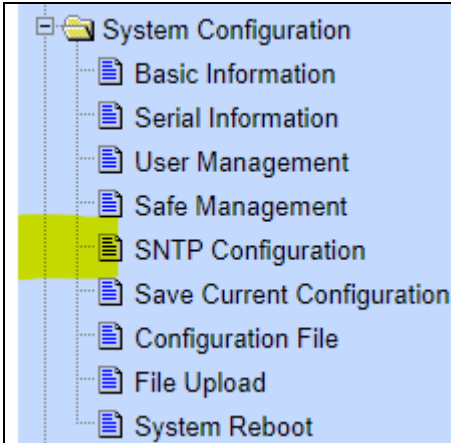 System Configuration
Basic Information
Serial Information
User Management
Safe Management
SNTP Configuration
Save Current Configuration
Configuration File
File Upload
System Reboot